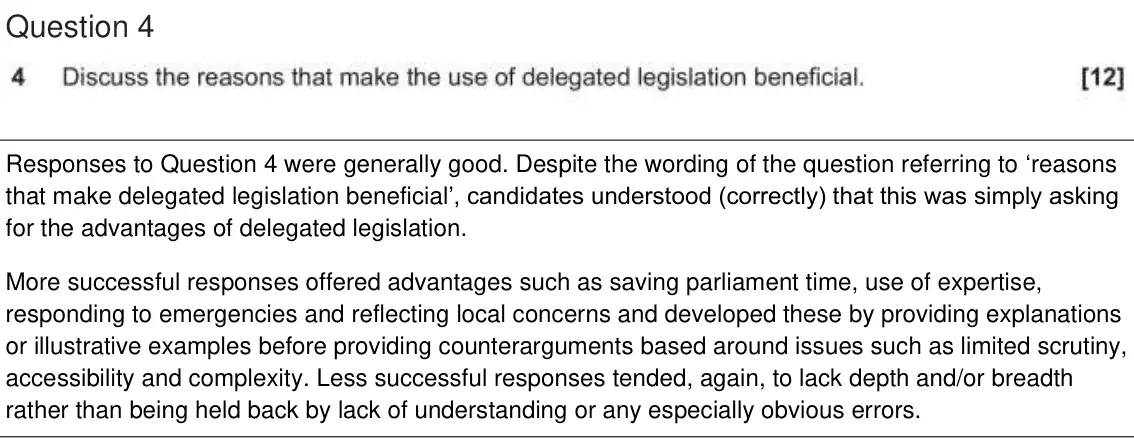 Question 4
4 Discuss the reasons that make the use of delegated legislation beneficial. [12]
Responses to Question 4 were generally good. Despite the wording of the question referring to ‘reasons
that make delegated legislation beneficial’, candidates understood (correctly) that this was simply asking
for the advantages of delegated legislation.
More successful responses offered advantages such as saving parliament time, use of expertise,
responding to emergencies and reflecting local concerns and developed these by providing explanations
or illustrative examples before providing counterarguments based around issues such as limited scrutiny,
accessibility and complexity. Less successful responses tended, again, to lack depth and/or breadth
rather than being held back by lack of understanding or any especially obvious errors.